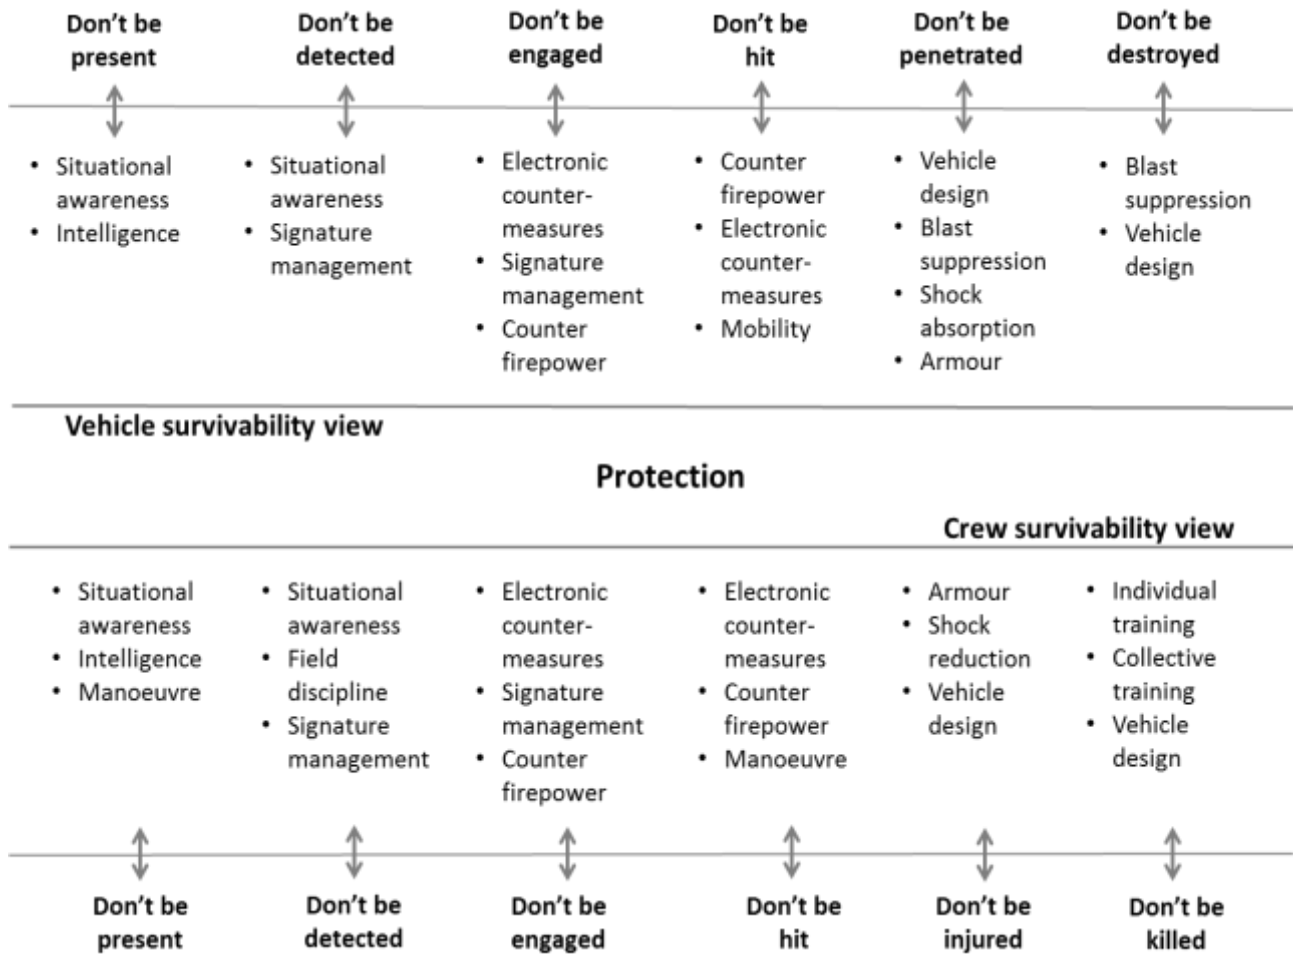 Don't be
present
Don't be
detected
Don't be
engaged
Don't be
hit
Don't be
penetrated
Don't be
destroyed
• Situational
awareness
• Intelligence
• Situational
awareness
• Signature
management
• Electronic
counter-
measures
• Signature
management
• Counter
firepower
• Counter
firepower
• Electronic
counter-
measures
• Mobility
• Vehicle
design
• Blast
suppression
• Shock
absorption
• Armour
• Blast
suppression
• Vehicle
design
Vehicle survivability view
Protection
Crew survivability view
• Situational
awareness
• Intelligence
• Manoeuvre
• Situational
awareness
• Field
discipline
• Signature
management
• Electronic
counter-
measures
• Signature
management
• Counter
firepower
• Electronic
counter-
measures
• Counter
firepower
• Manoeuvre
• Armour
• Shock
reduction
• Vehicle
design
• Individual
training
• Collective
training
• Vehicle
design
Don't be
present
Don't be
detected
Don't be
engaged
Don't be
hit
Don't be
injured
Don't be
killed